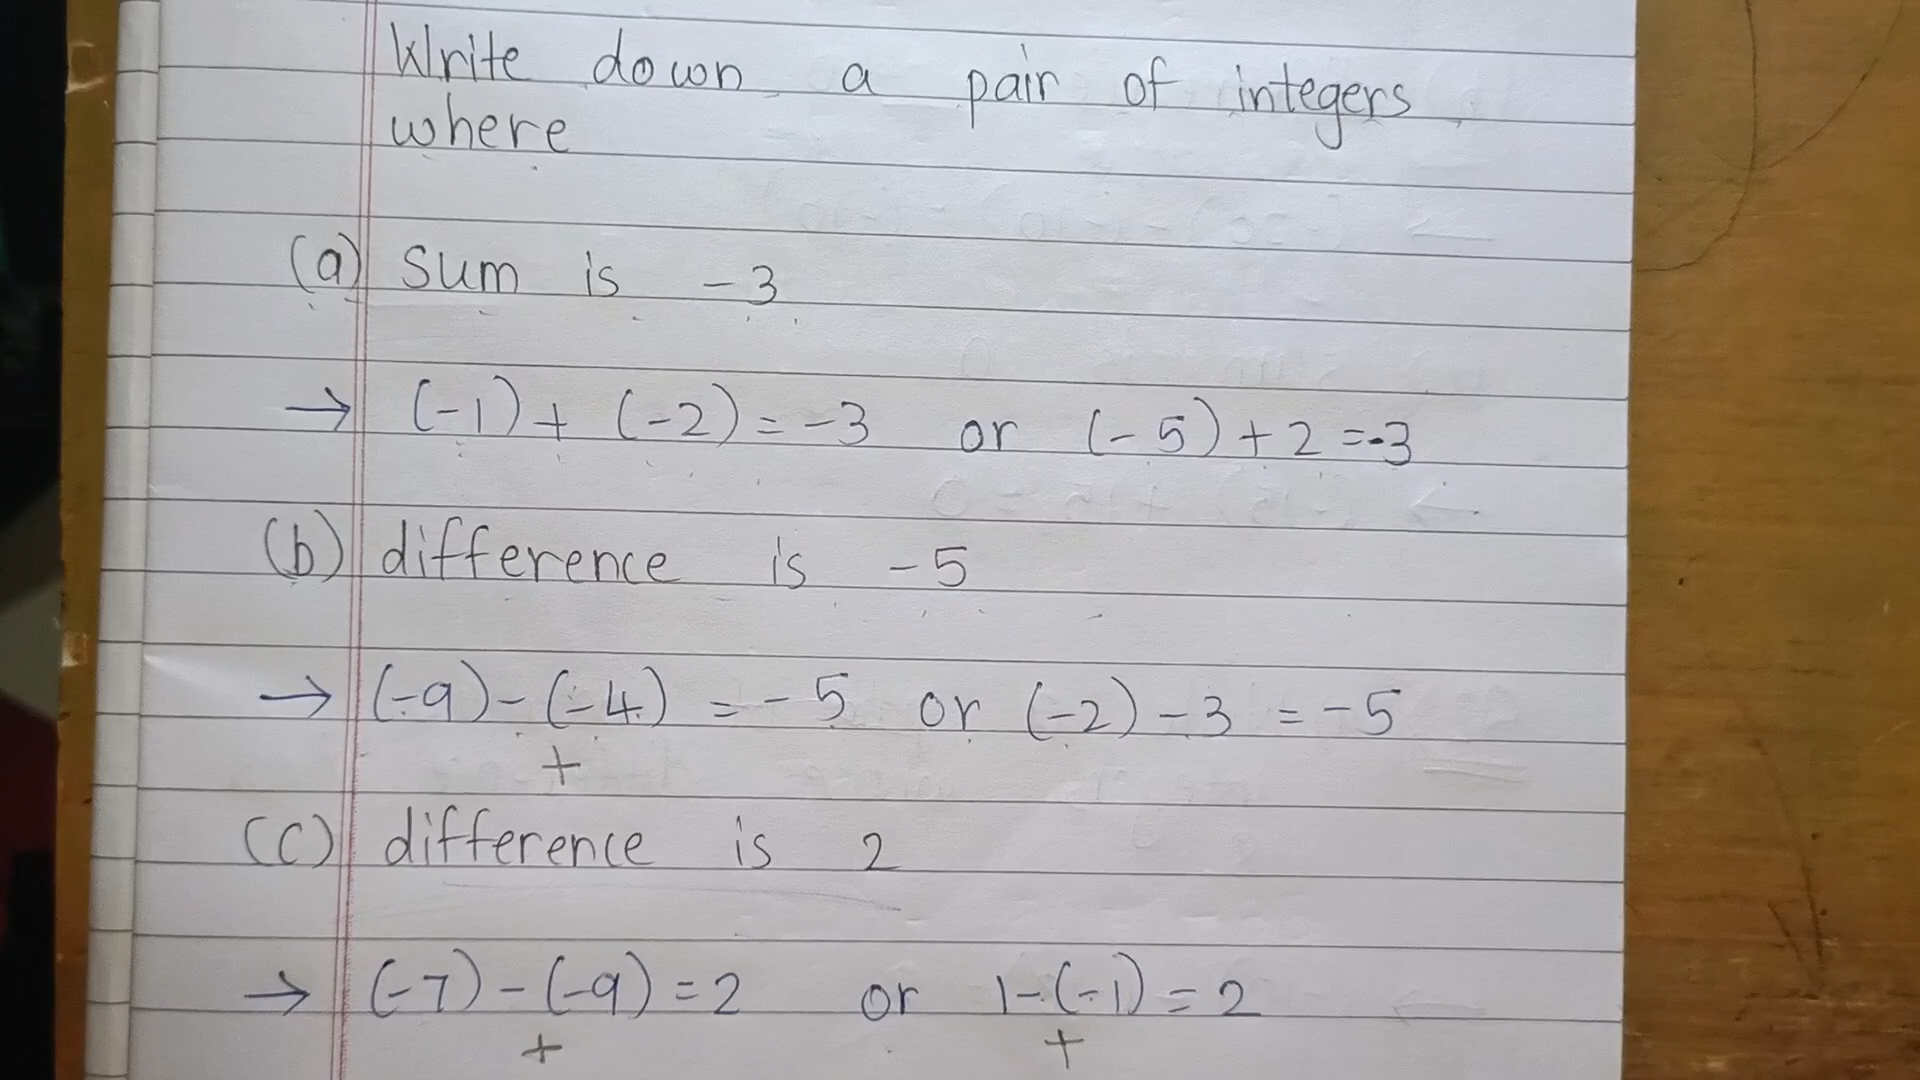 Write down a pair of integers
where
(a) Sum is -3
→ (-1) + (-2) = -3 or (-5) + 2 = -3
(b) difference is -5
→ (-9) - (-4) = -5 or (-2) - 3 = -5
+
(c) difference is 2
→ (-7) - (-9) = 2 or 1 - (-1) = 2
+ +